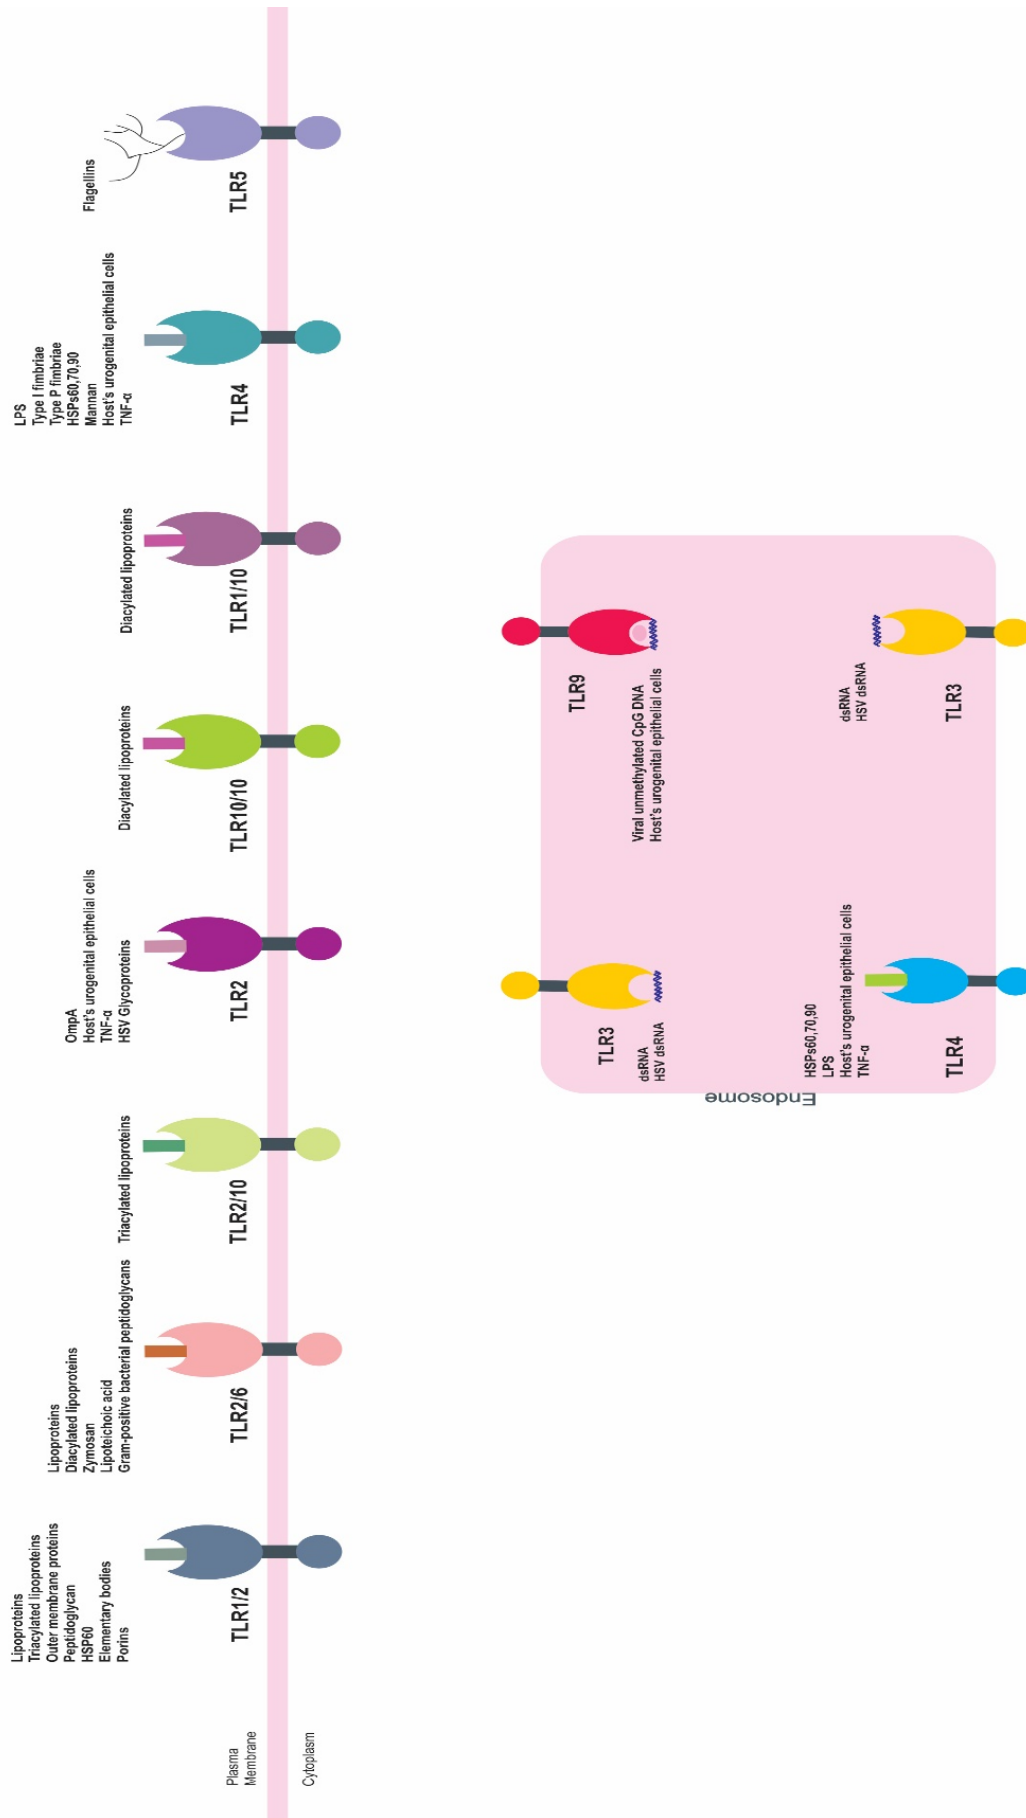 Lipoproteins
Triacylated lipoproteins
Outer membrane proteins
Peptidoglycan
HSP60
Elementary bodies
Porins
TLR1/2
Lipoproteins
Diacylated lipoproteins
Zymosan
Lipoteichoic acid
Gram-positive bacterial peptidoglycans
TLR2/6
Triacylated lipoproteins
TLR2/10
OmpA
Host's urogenital epithelial cells
TNF-α
HSV Glycoproteins
TLR2
Diacylated lipoproteins
TLR10/10
Diacylated lipoproteins
TLR1/10
LPS
Type I fimbriae
Type P fimbriae
HSPs60,70,90
Mannan
Host's urogenital epithelial cells
TNF-α
TLR4
Flagellins
TLR5
Plasma
Membrane
Cytoplasm
Endosome
TLR3
dsRNA
HSV dsRNA
TLR9
Viral unmethylated CpG DNA
Host's urogenital epithelial cells
HSPs60,70,90
LPS
Host's urogenital epithelial cells
TNF-α
TLR4
dsRNA
HSV dsRNA
TLR3